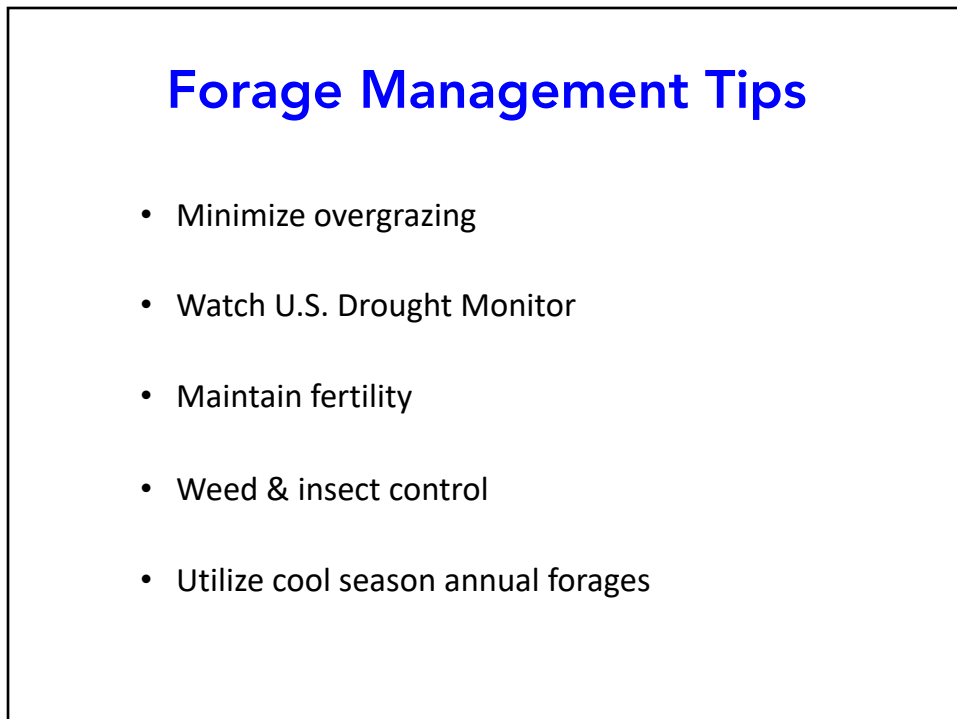 Forage Management Tips
• Minimize overgrazing
• Watch U.S. Drought Monitor
• Maintain fertility
• Weed & insect control
• Utilize cool season annual forages